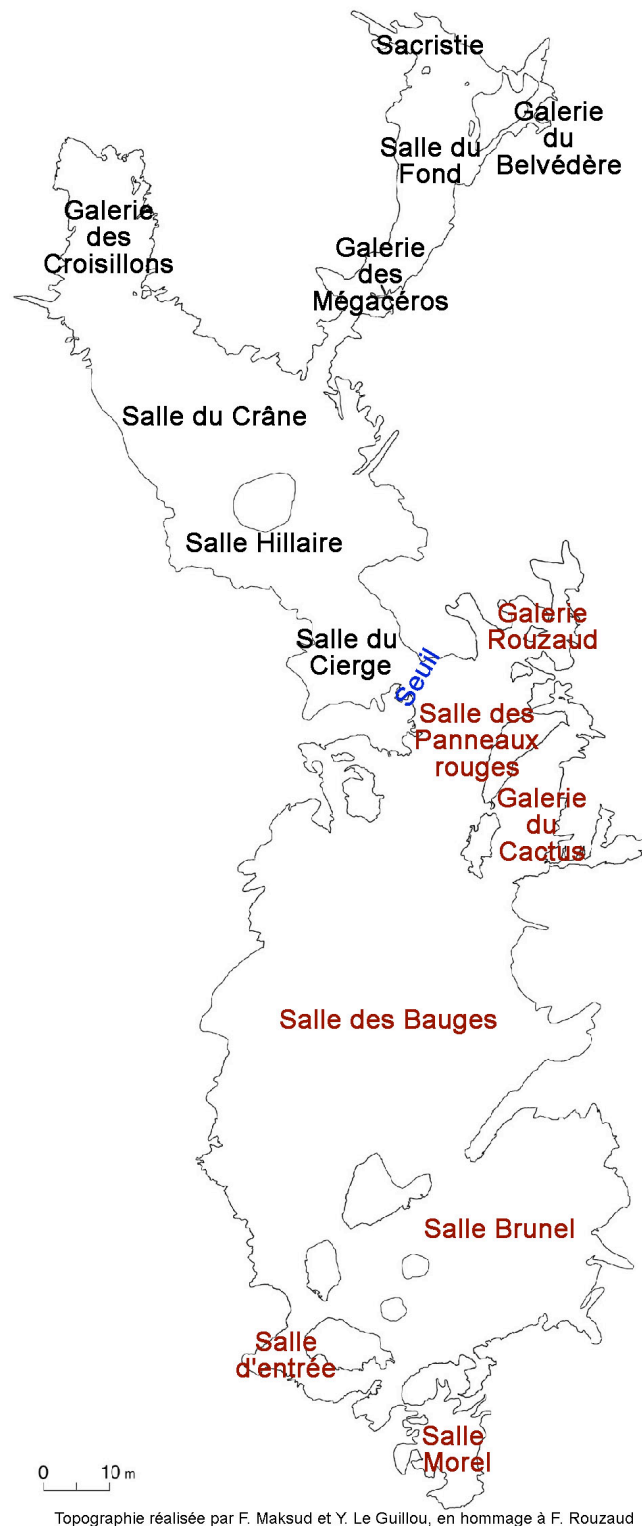 Sacristie
Galerie
du
Belvédère
Salle du
Fond
Galerie
des
Croisillons
Galerie
des
Mégacéros
Salle du Crâne
Salle Hillaire
Galerie
Rouzaud
Salle du
Cierge
Seuil
Salle des
Panneaux
rouges
Galerie
du
Cactus
Salle des Bauges
Salle Brunel
Salle
d'entrée
Salle
Morel
0 10 m
Topographie réalisée par F. Maksud et Y. Le Guillou, en hommage à F. Rouzaud